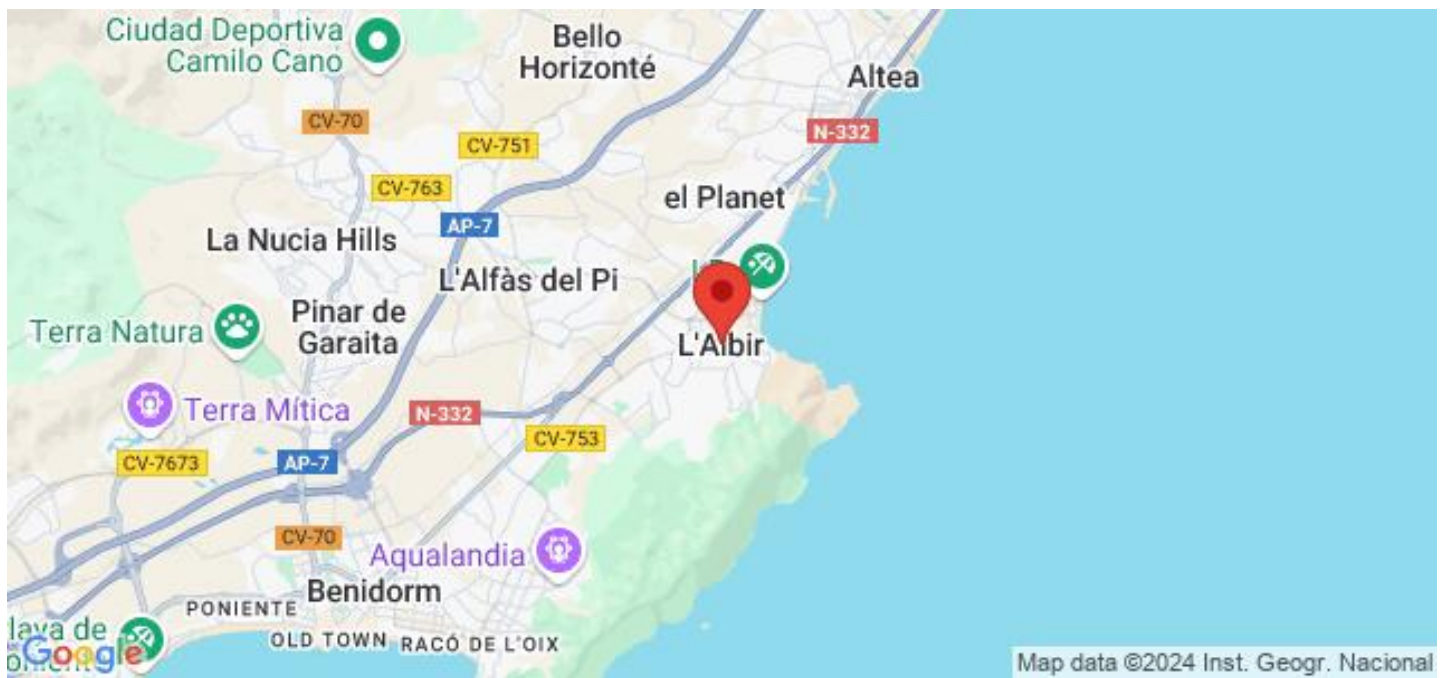 Ciudad Deportiva
Camilo Cano
Bello
Horizonté
Altea
CV-70
CV-751
N-332
CV-763
el Planet
AP-7
La Nucia Hills
L'Alfàs del Pi
Pinar de
Garaita
Terra Natura
L'Albir
Terra Mítica
N-332
CV-753
CV-7673
AP-7
CV-70
Aqualandia
Benidorm
PONIENTE
OLD TOWN
RACÓ DE L'OIX
Google
Map data ©2024 Inst. Geogr. Nacional